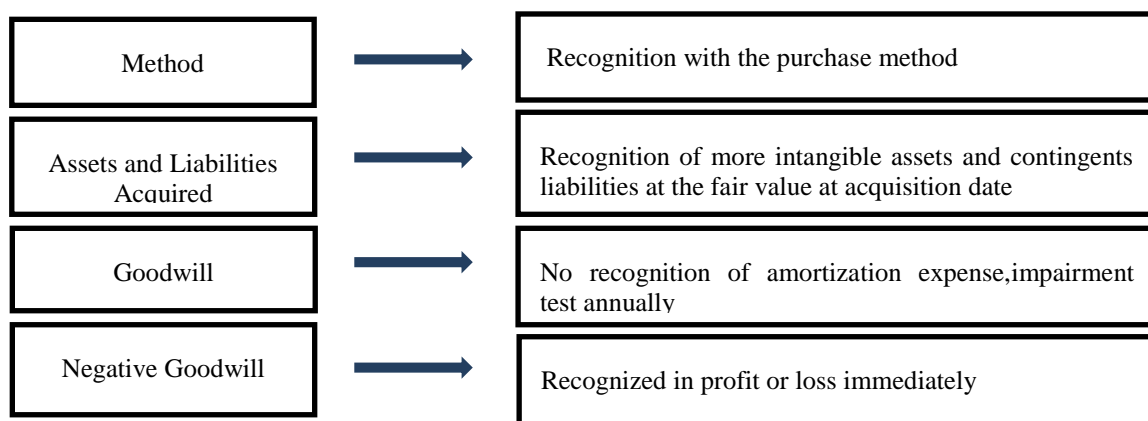 Method
Recognition with the purchase method
Assets and Liabilities
Acquired
Recognition of more intangible assets and contingents
liabilities at the fair value at acquisition date
Goodwill
No recognition of amortization expense,impairment
test annually
Negative Goodwill
Recognized in profit or loss immediately